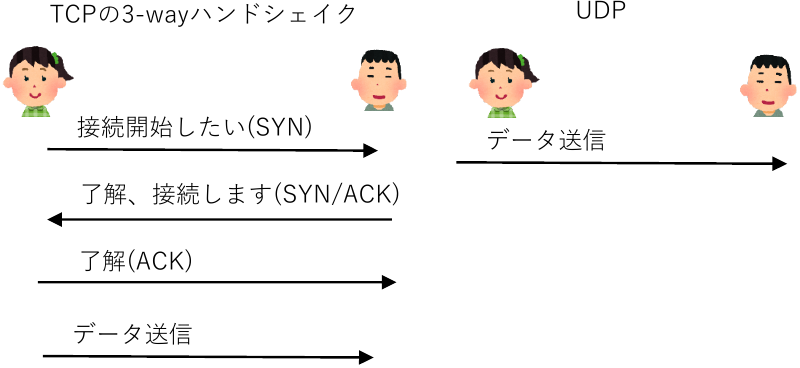 TCPの3-wayハンドシェイク
接続開始したい(SYN)
了解、接続します(SYN/ACK)
了解(ACK)
データ送信
UDP
データ送信